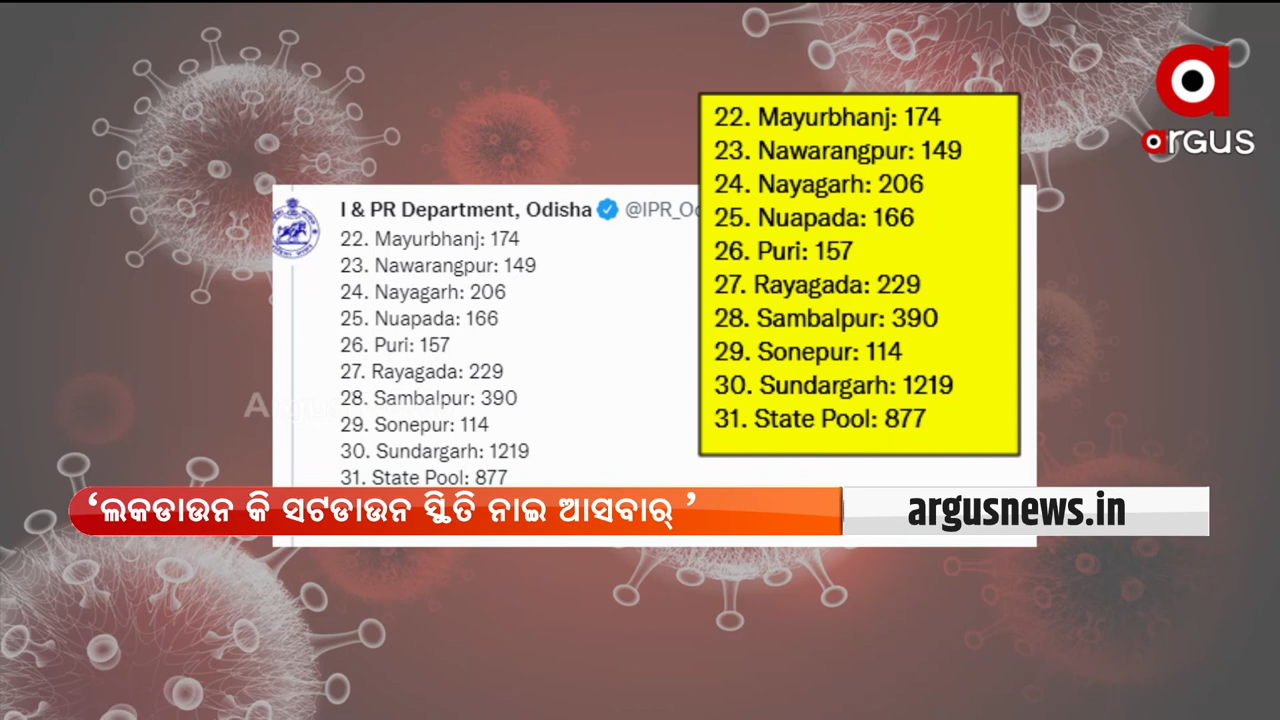 argus
I & PR Department, Odisha @IPR_Od
22. Mayurbhanj: 174
23. Nawarangpur: 149
24. Nayagarh: 206
25. Nuapada: 166
26. Puri: 157
27. Rayagada: 229
28. Sambalpur: 390
29. Sonepur: 114
30. Sundargarh: 1219
31. State Pool: 877
22. Mayurbhanj: 174
23. Nawarangpur: 149
24. Nayagarh: 206
25. Nuapada: 166
26. Puri: 157
27. Rayagada: 229
28. Sambalpur: 390
29. Sonepur: 114
30. Sundargarh: 1219
31. State Pool: 877
‘ଲକଡାଉନ କି ସଟଡାଉନ ସ୍ଥିତି ନାଇ ଆସବାର୍ ’
argusnews.in